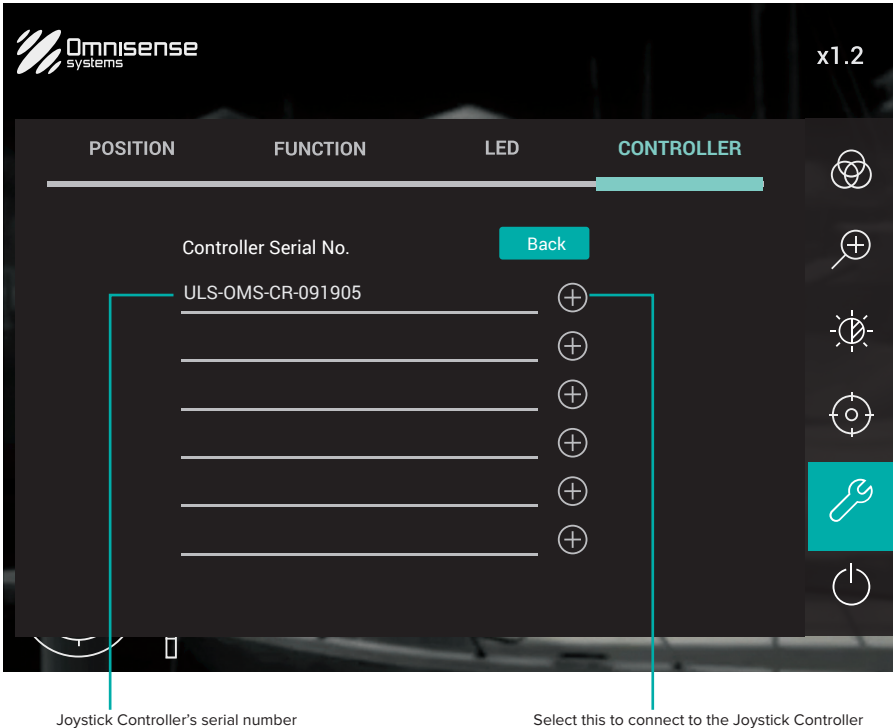 Omnisense
systems
x1.2
POSITION FUNCTION LED CONTROLLER
Controller Serial No. Back
ULS-OMS-CR-091905
Joystick Controller's serial number Select this to connect to the Joystick Controller